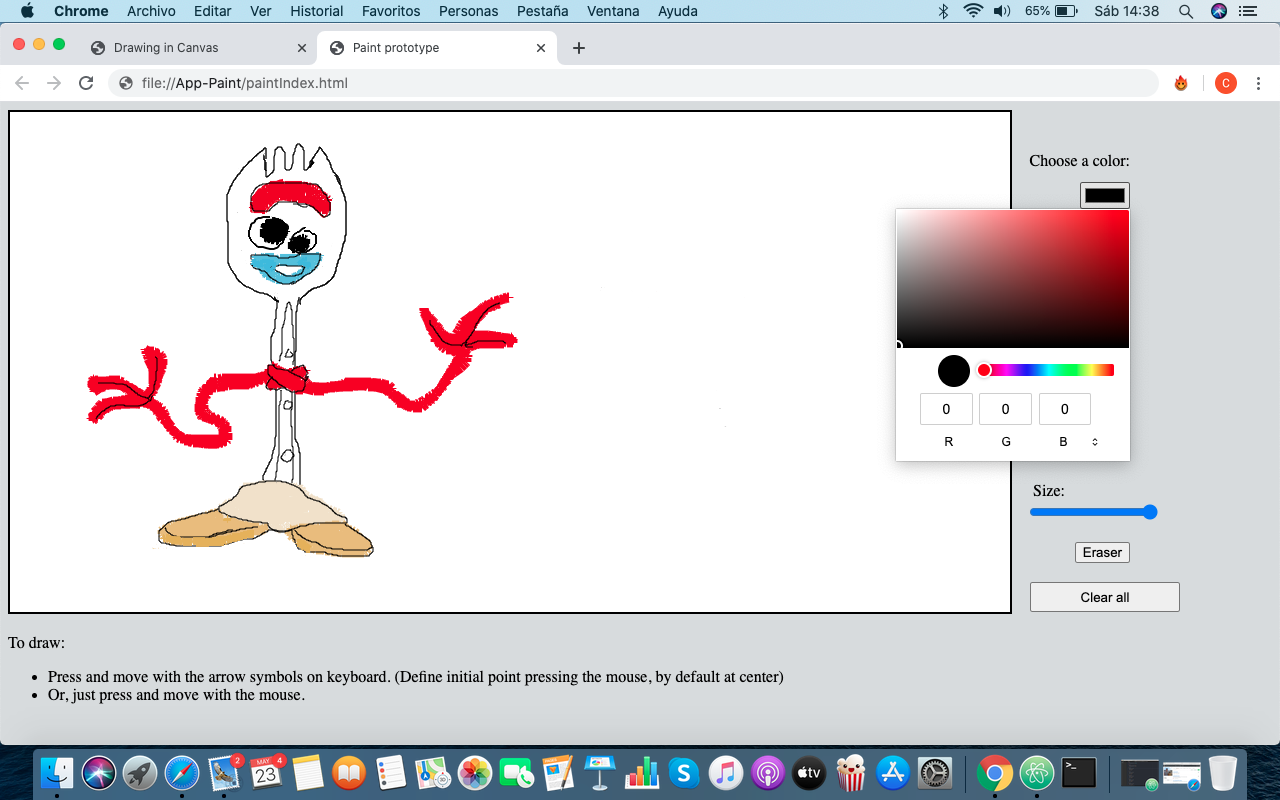 Chrome Archivo Editar Ver Historial Favoritos Personas Pestaña Ventana Ayuda 65% Sáb 14:38
Drawing in Canvas Paint prototype
file://App-Paint/paintIndex.html C
Choose a color:
0 0 0
R G B
Size:
Eraser
Clear all
To draw:
• Press and move with the arrow symbols on keyboard. (Define initial point pressing the mouse, by default at center)
• Or, just press and move with the mouse.
2 MAY 4
23 30 S tv >_